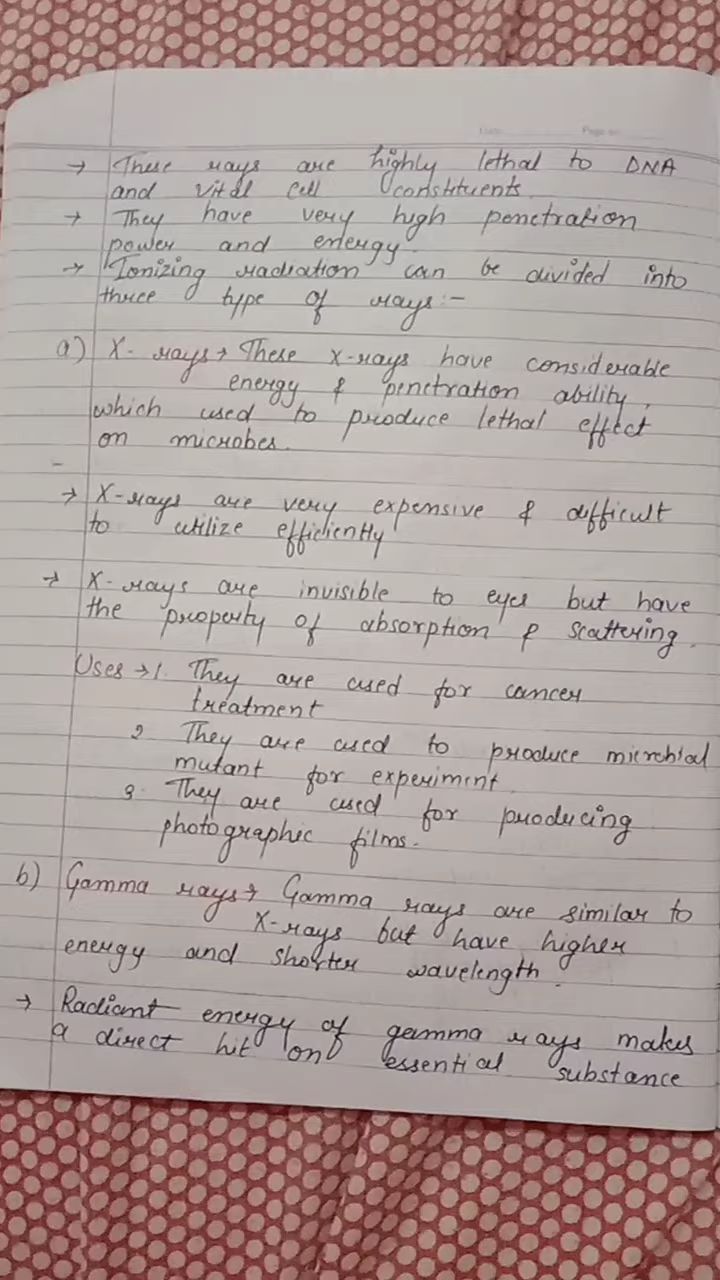 Date Page no
→ These rays are highly lethal to DNA
and vital cell constituents.
→ They have very high penetration
power and energy.
→ Ionizing radiation can be divided into
three type of rays:-
a) X-rays → These x-rays have considerable
energy & penetration ability,
which used to produce lethal effect
on microbes.
→ X-rays are very expensive & difficult
to utilize efficiently
→ X-rays are invisible to eyes but have
the property of absorption & scattering.
Uses → 1. They are used for cancer
treatment
2 They are used to produce microbial
mutant for experiment.
3. They are used for producing
photographic films.
b) Gamma rays → Gamma rays are similar to
X-rays but have higher
energy and shorter wavelength.
→ Radiant energy of gamma rays makes
a direct hit on essential substance